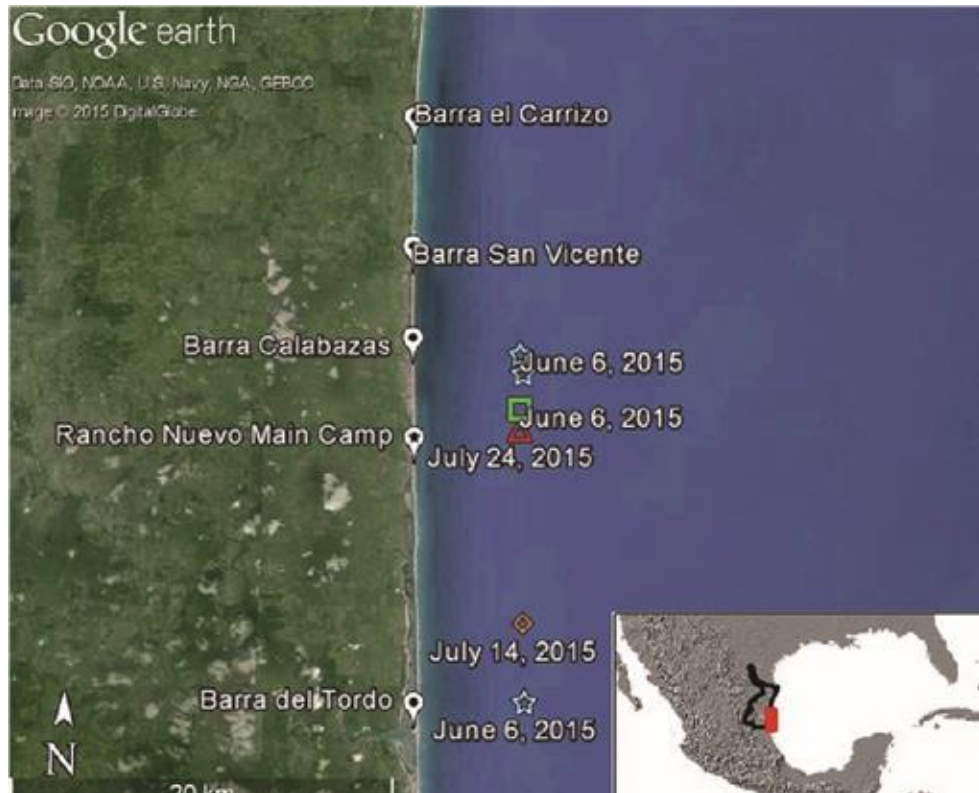 Google earth
Data SIO, NOAA, U.S. Navy, NGA, GEBCO
Image © 2015 DigitalGlobe
Barra el Carrizo
Barra San Vicente
Barra Calabazas
June 6, 2015
June 6, 2015
Rancho Nuevo Main Camp
July 24, 2015
July 14, 2015
Barra del Tordo
June 6, 2015
N
20 km